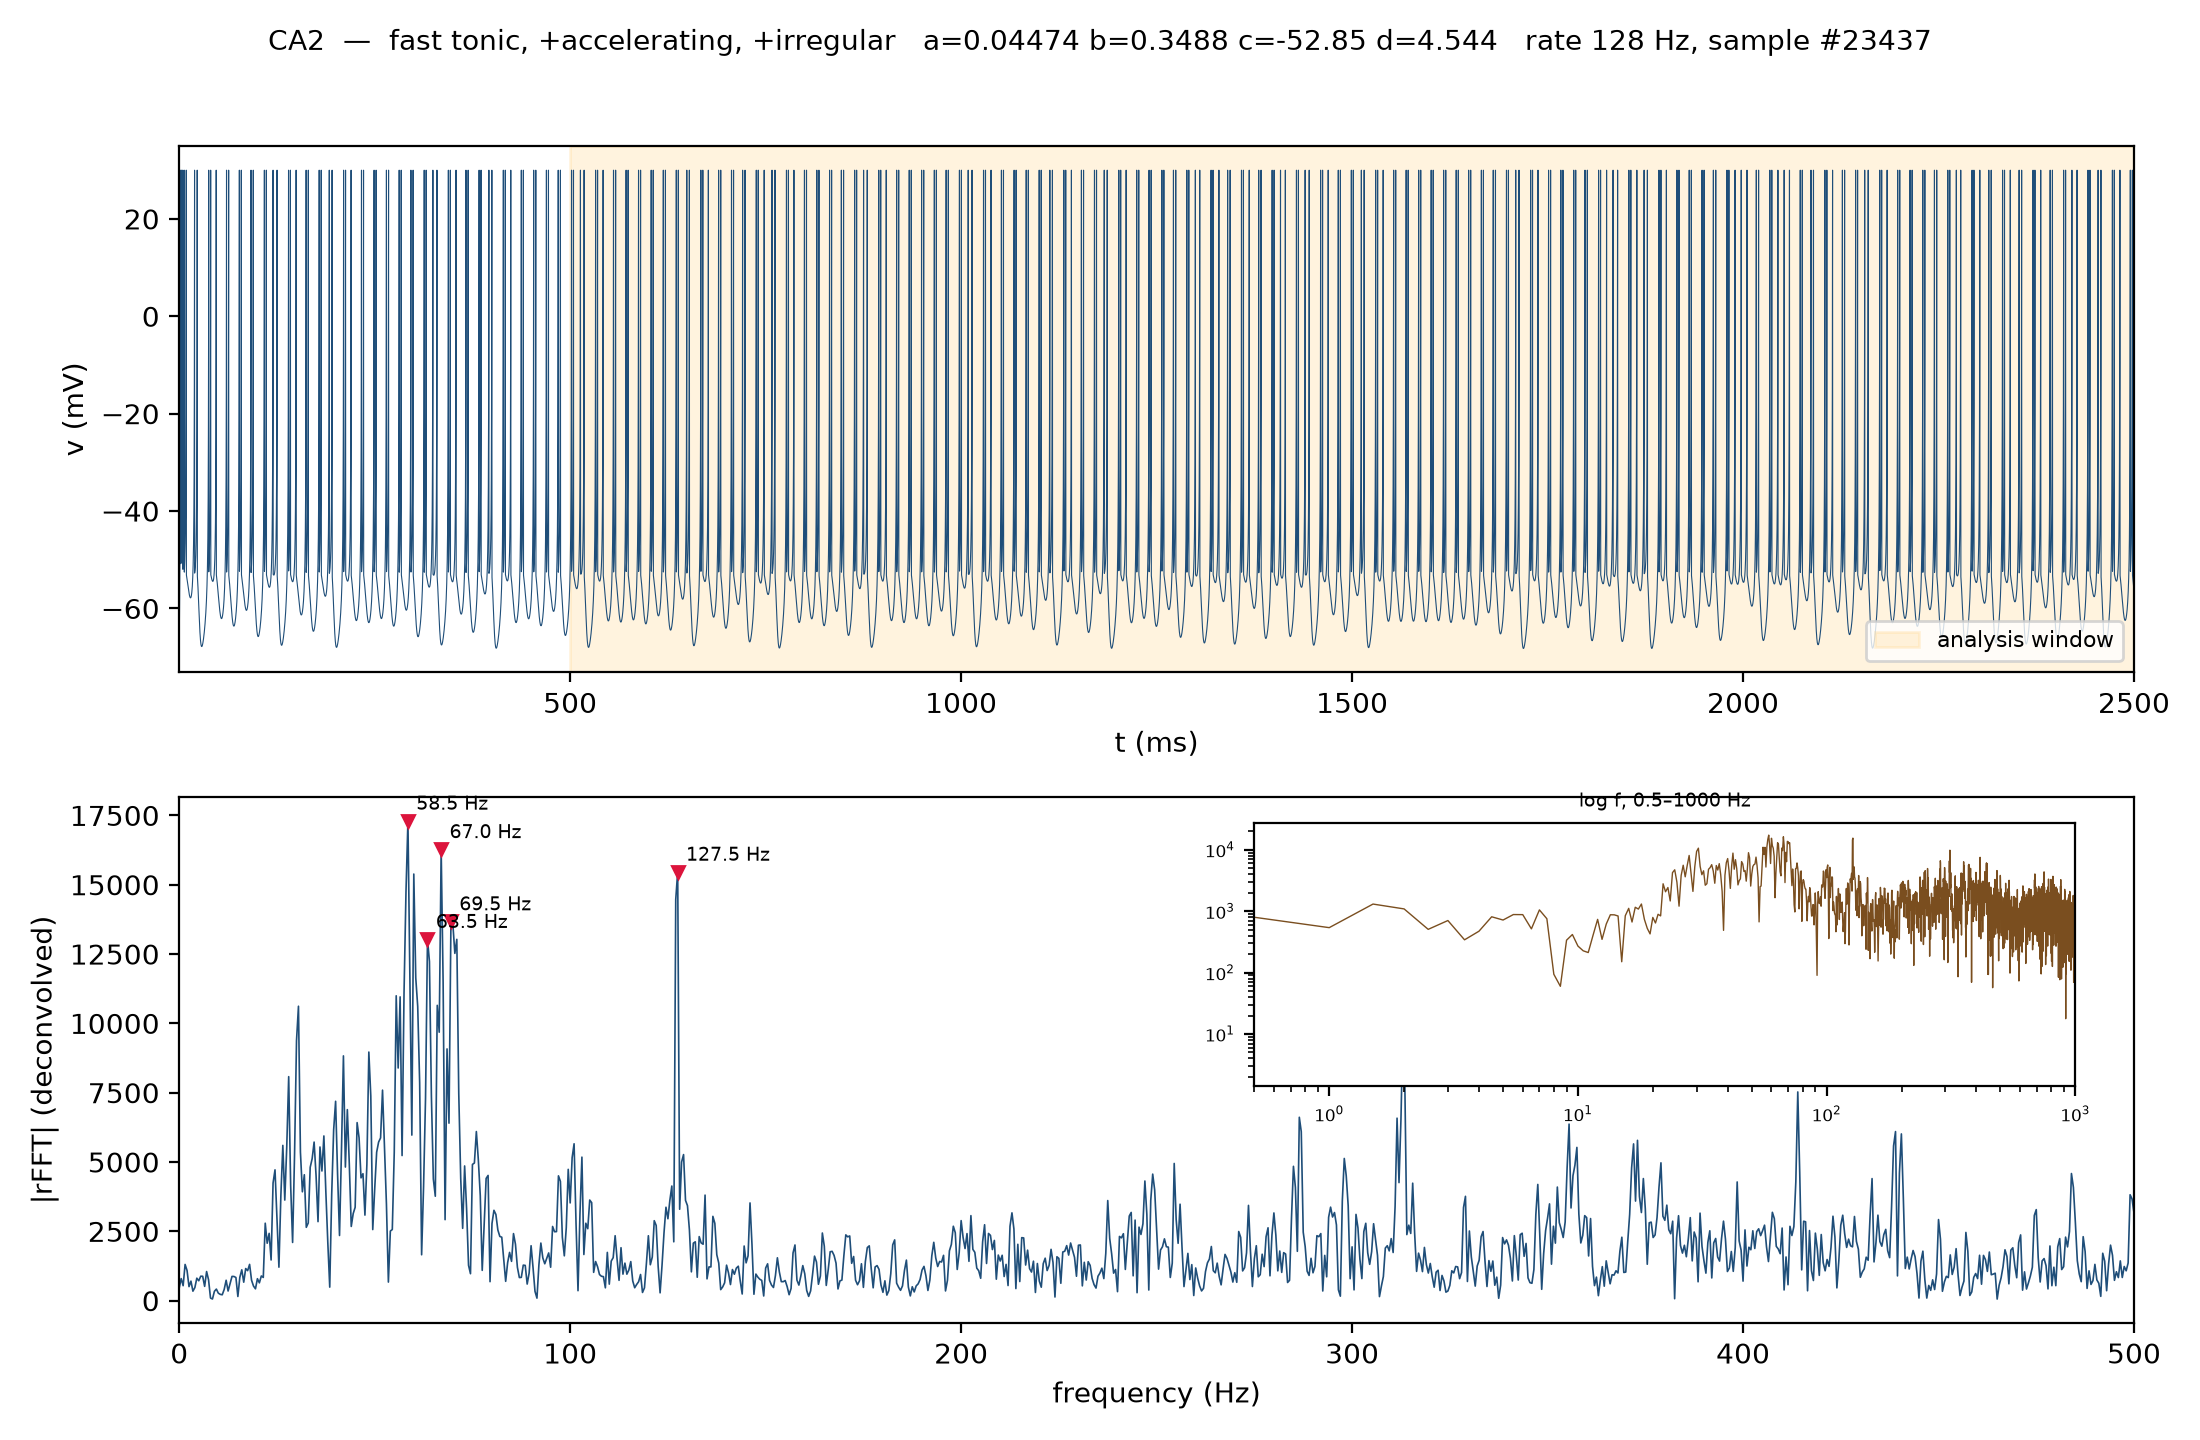 CA2 — fast tonic, +accelerating, +irregular a=0.04474 b=0.3488 c=-52.85 d=4.544 rate 128 Hz, sample #23437
20
0
−20
−40
−60
v (mV)
analysis window
500
1000
1500
2000
2500
t (ms)
17500
15000
12500
10000
7500
5000
2500
0
|rFFT| (deconvolved)
58.5 Hz
67.0 Hz
127.5 Hz
69.5 Hz
63.5 Hz
log f, 0.5–1000 Hz
10⁴
10³
10²
10¹
10⁰
10¹
10²
10³
0
100
200
300
400
500
frequency (Hz)